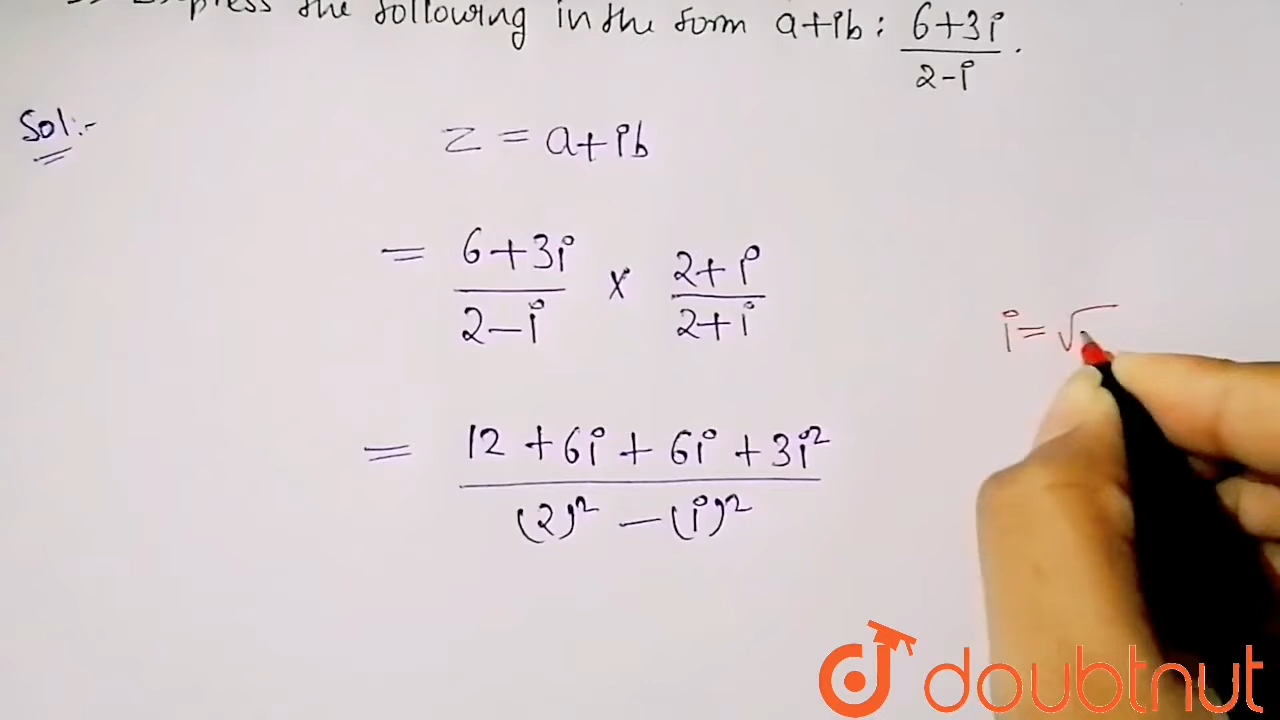 Express the following in the form a+ib: 6+3i / 2-i .
Sol:-
z = a+ib
= 6+3i / 2-i × 2+i / 2+i
i = √
= 12 + 6i + 6i + 3i² / (2)² - (i)²
doubtnut